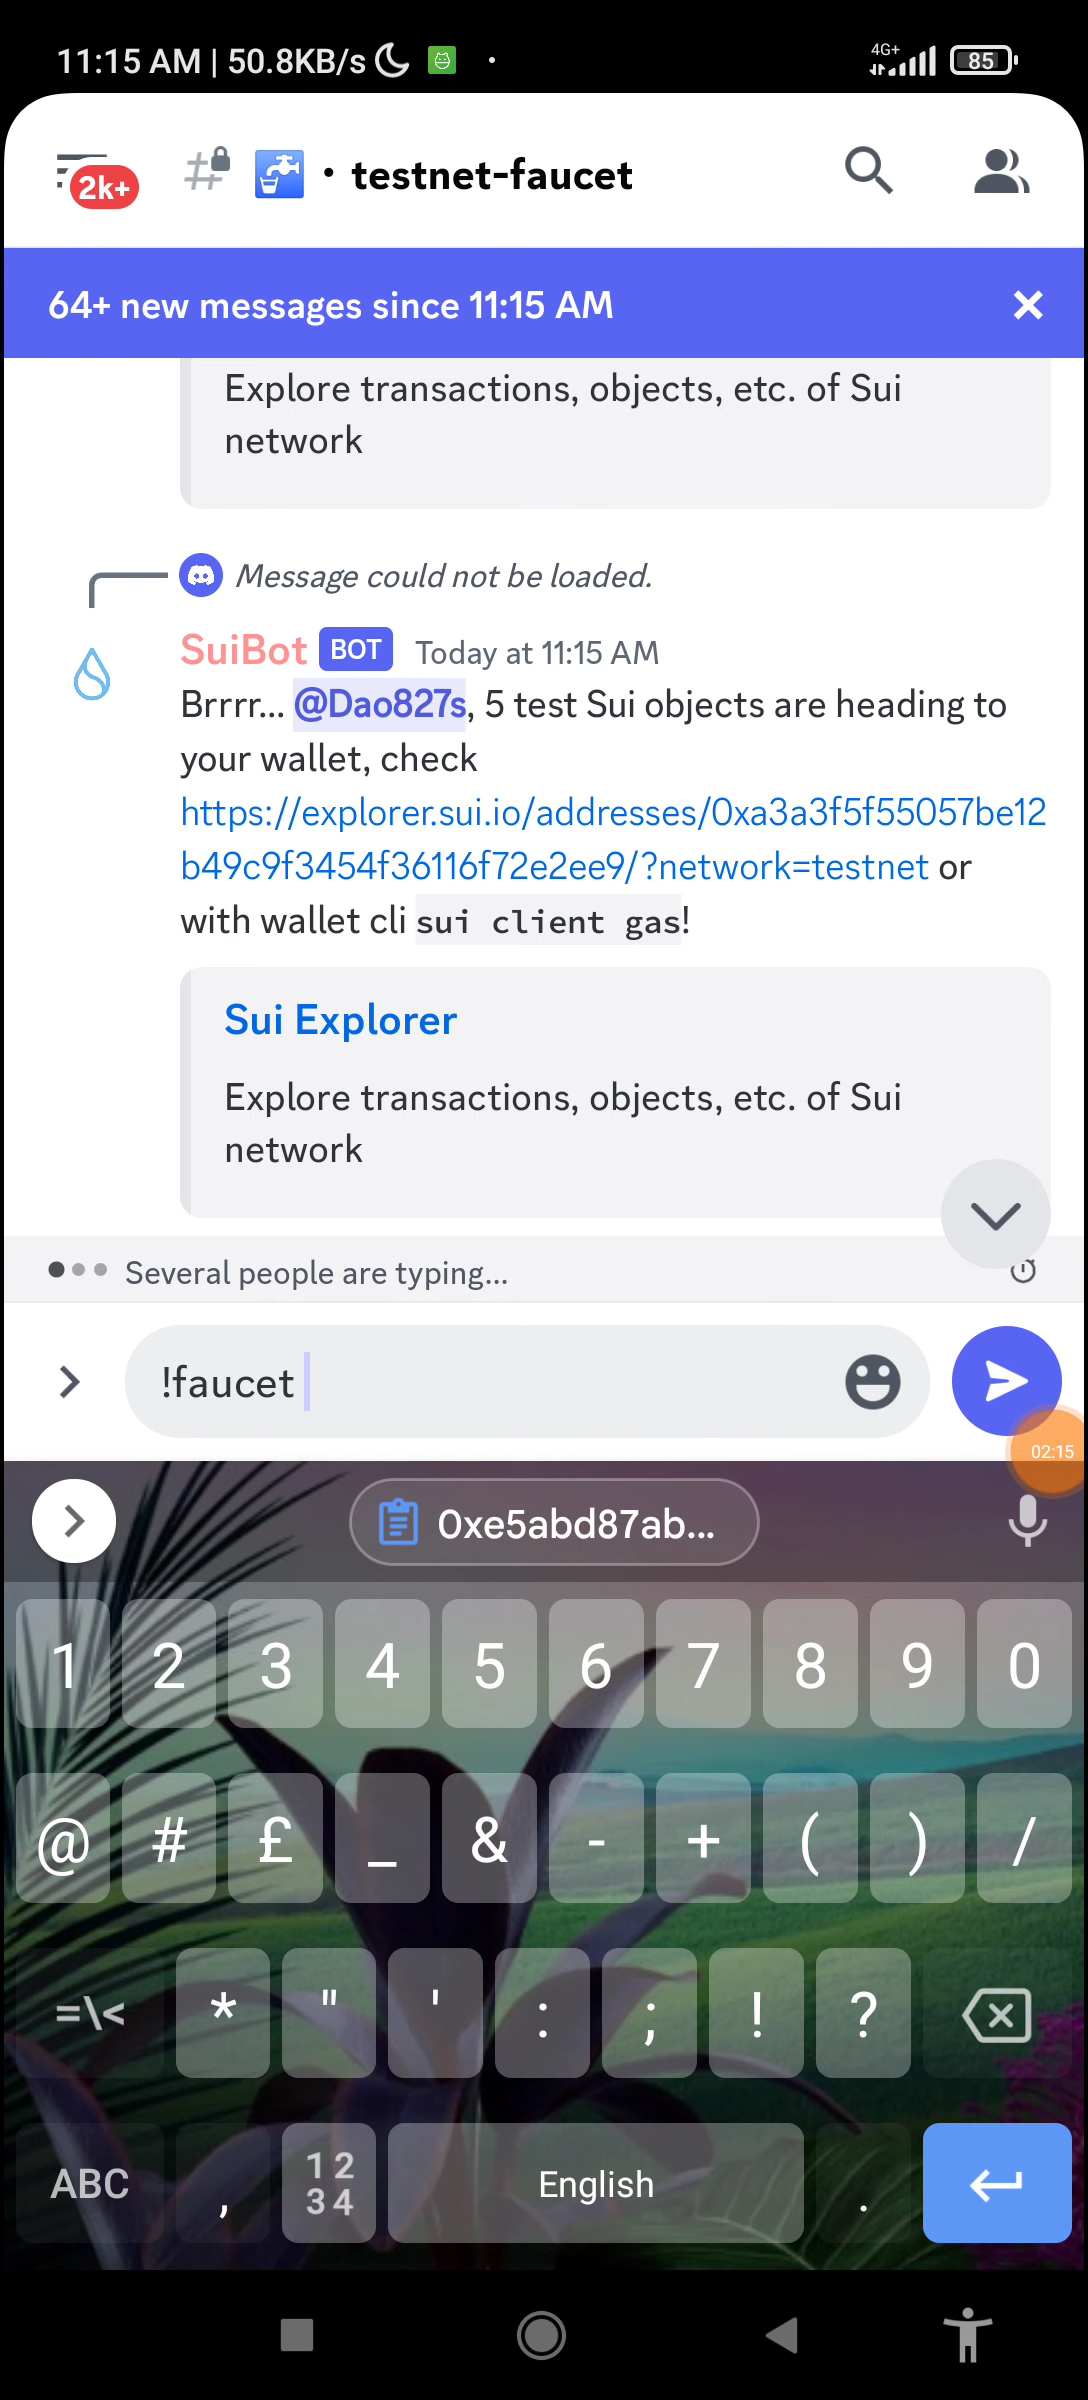 11:15 AM | 50.8KB/s
4G+
85
2k+
# • testnet-faucet
64+ new messages since 11:15 AM
Explore transactions, objects, etc. of Sui
network
Message could not be loaded.
SuiBot BOT Today at 11:15 AM
Brrrr... @Dao827s, 5 test Sui objects are heading to
your wallet, check
https://explorer.sui.io/addresses/0xa3a3f5f55057be12
b49c9f3454f36116f72e2ee9/?network=testnet or
with wallet cli sui client gas!
Sui Explorer
Explore transactions, objects, etc. of Sui
network
Several people are typing...
!faucet
02:15
0xe5abd87ab...
1 2 3 4 5 6 7 8 9 0
@ # £ _ & - + ( ) /
=\< * " ' : ; ! ?
ABC , 12 34 English .